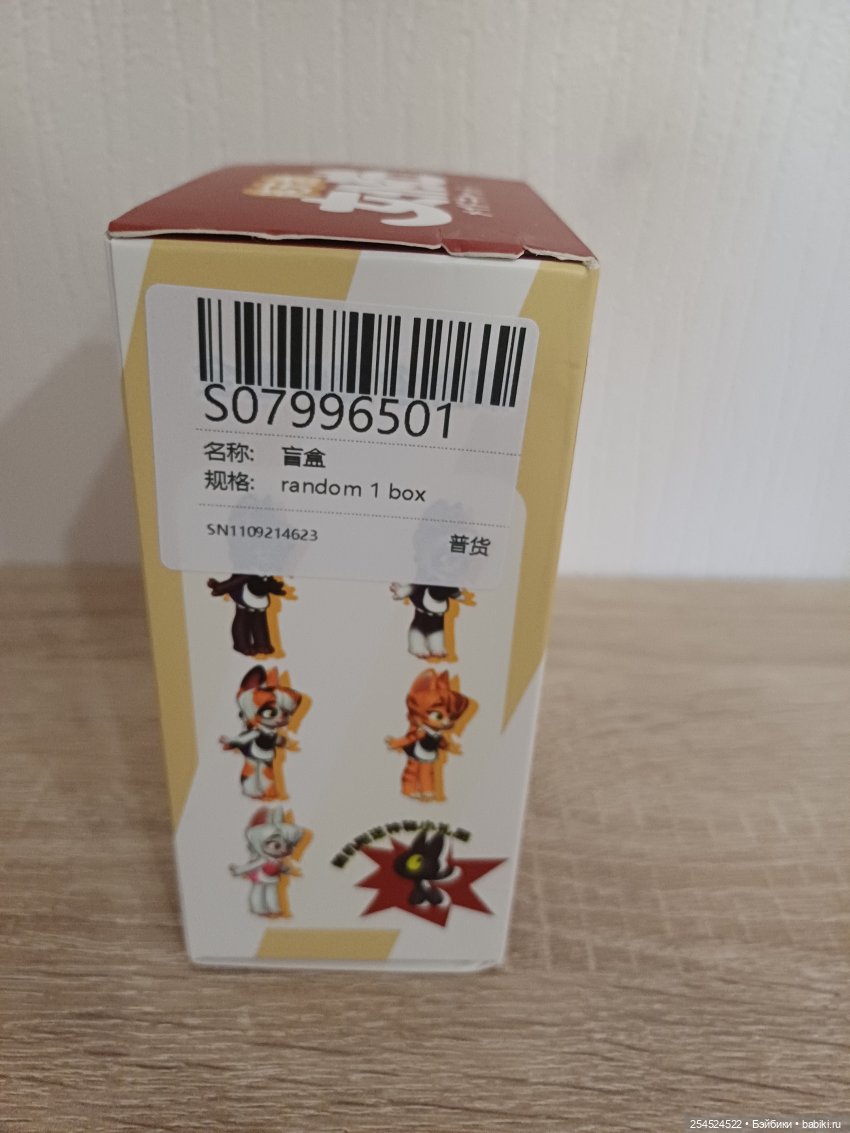 S07996501
名称: 盲盒
规格: random 1 box
SN1109214623
普货
254524522 • Бэйбики • babiki.ru